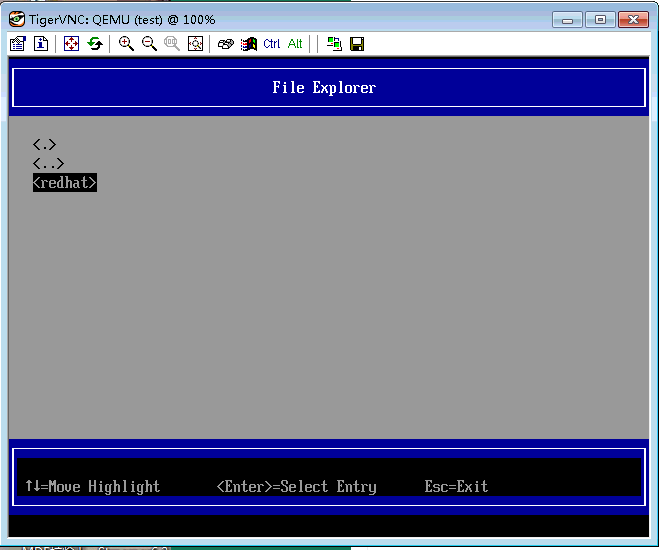 TigerVNC: QEMU (test) @ 100%
Ctrl Alt
File Explorer
<.>
<..>
<redhat>
↑↓=Move Highlight <Enter>=Select Entry Esc=Exit